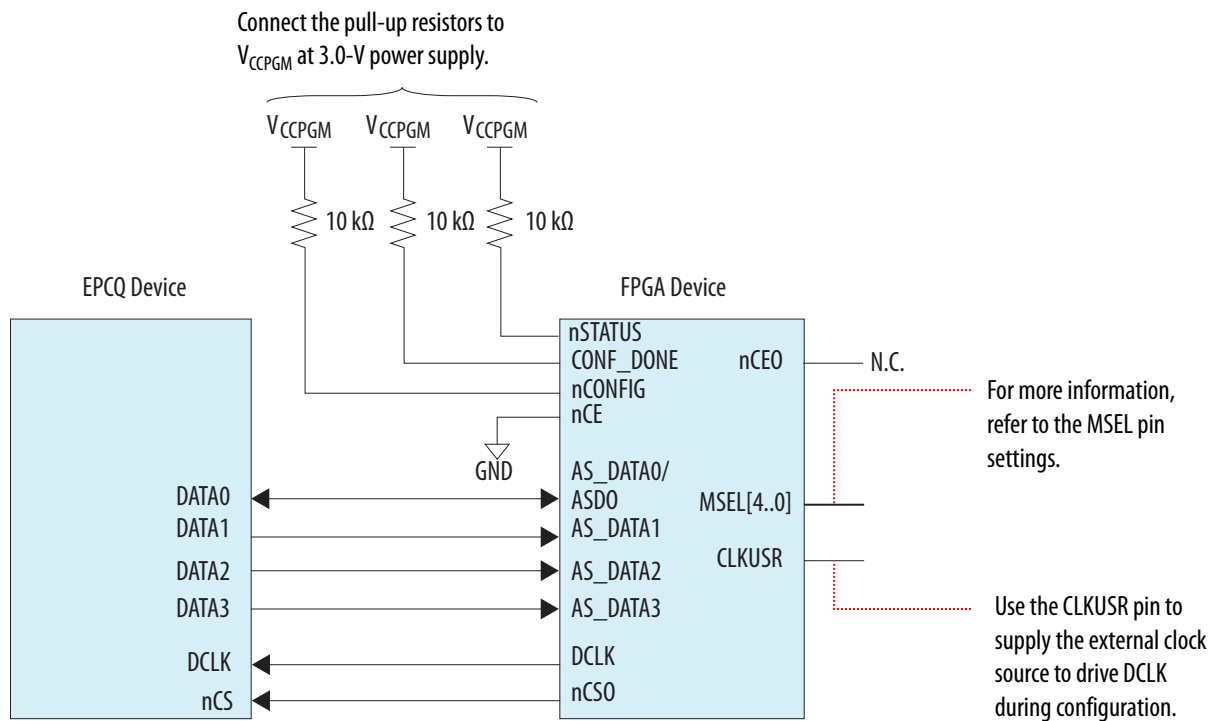 Connect the pull-up resistors to
VCCPGM at 3.0-V power supply.
VCCPGM VCCPGM VCCPGM
10 kΩ 10 kΩ 10 kΩ
EPCQ Device
FPGA Device
nSTATUS
CONF_DONE
nCEO
N.C.
nCONFIG
nCE
GND
For more information,
refer to the MSEL pin
settings.
AS_DATA0/
DATA0
ASDO
MSEL[4..0]
DATA1
AS_DATA1
CLKUSR
DATA2
AS_DATA2
DATA3
AS_DATA3
Use the CLKUSR pin to
supply the external clock
source to drive DCLK
during configuration.
DCLK
DCLK
nCS
nCSO